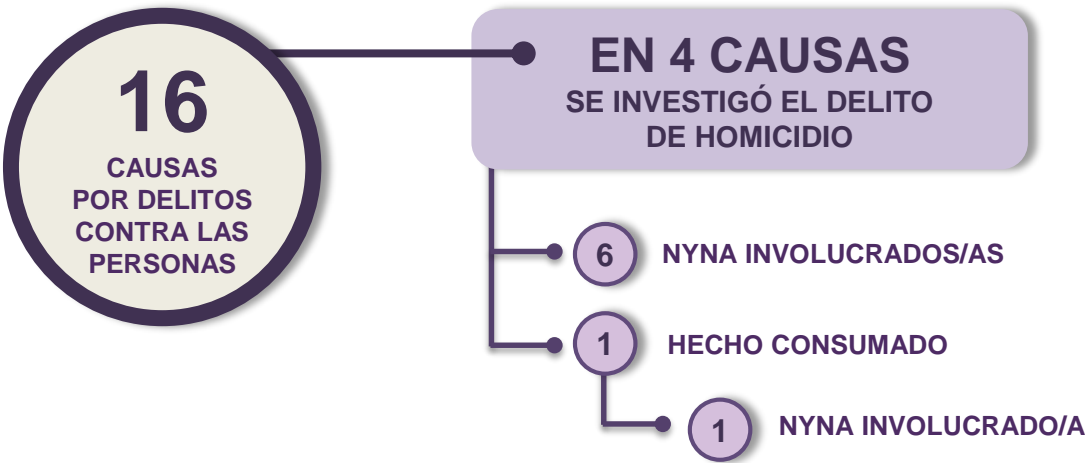 16
CAUSAS
POR DELITOS
CONTRA LAS
PERSONAS
EN 4 CAUSAS
SE INVESTIGÓ EL DELITO
DE HOMICIDIO
6 NYNA INVOLUCRADOS/AS
1 HECHO CONSUMADO
1 NYNA INVOLUCRADO/A